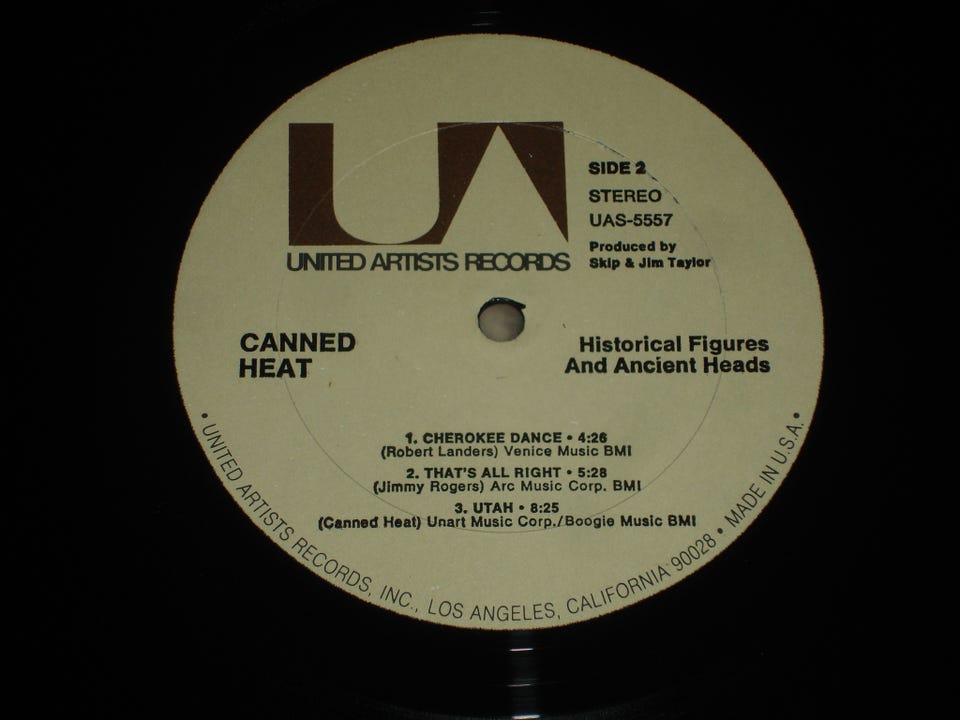 UA
UNITED ARTISTS RECORDS
SIDE 2
STEREO
UAS-5557
Produced by
Skip & Jim Taylor
CANNED
HEAT
Historical Figures
And Ancient Heads
1. CHEROKEE DANCE • 4:26
(Robert Landers) Venice Music BMI
2. THAT'S ALL RIGHT • 5:28
(Jimmy Rogers) Arc Music Corp. BMI
3. UTAH • 8:25
(Canned Heat) Unart Music Corp./Boogie Music BMI
• UNITED ARTISTS RECORDS, INC., LOS ANGELES, CALIFORNIA 90028 • MADE IN U.S.A. •